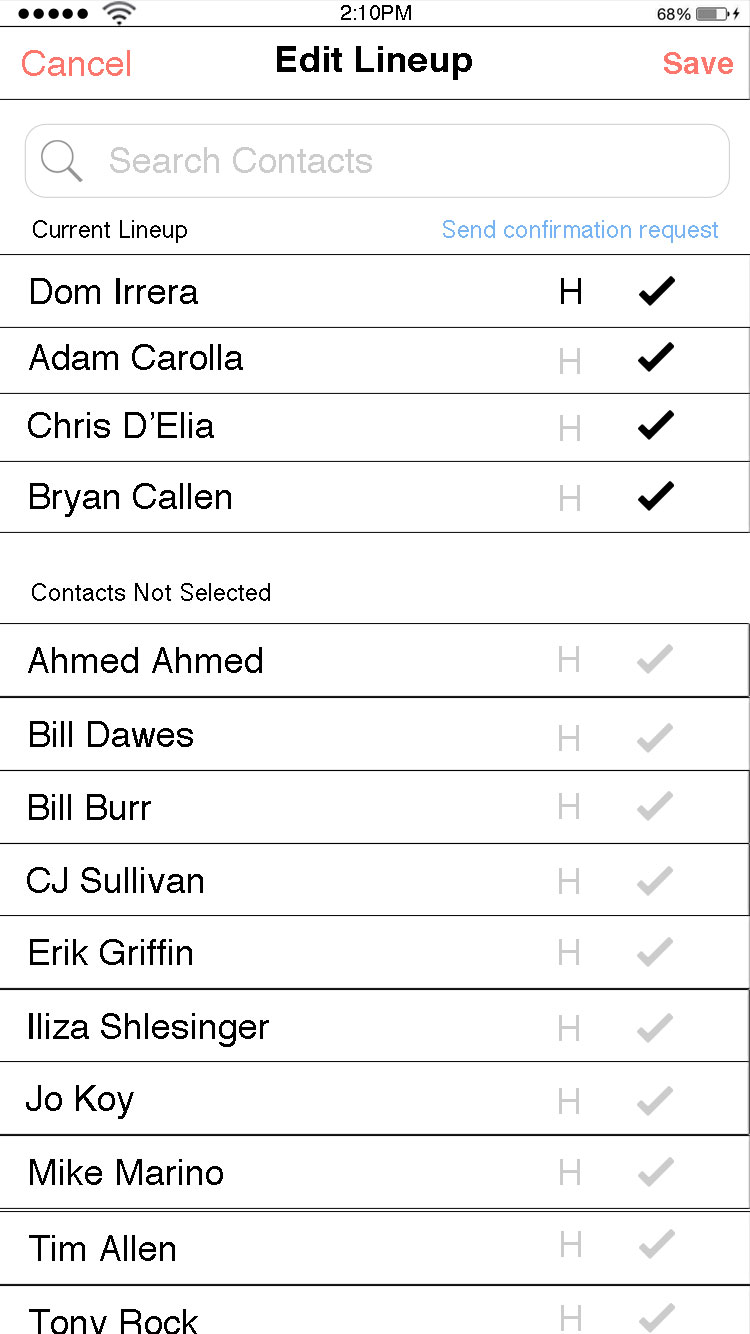 2:10PM 68%
Cancel Edit Lineup Save
Search Contacts
Current Lineup Send confirmation request
Dom Irrera H
Adam Carolla H
Chris D’Elia H
Bryan Callen H
Contacts Not Selected
Ahmed Ahmed H
Bill Dawes H
Bill Burr H
CJ Sullivan H
Erik Griffin H
Iliza Shlesinger H
Jo Koy H
Mike Marino H
Tim Allen H
Tony Rock H